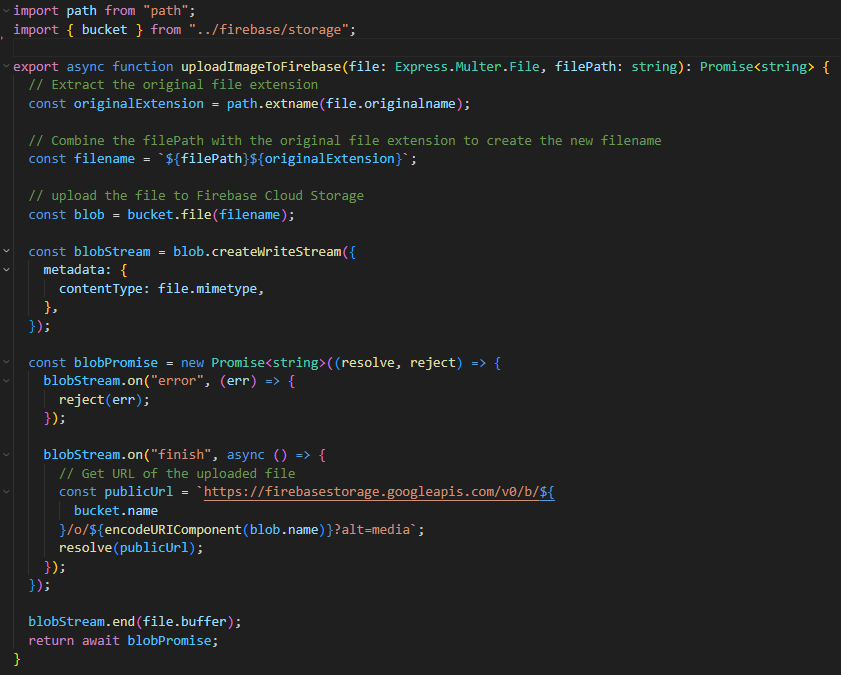 import path from "path";
import { bucket } from "../firebase/storage";
export async function uploadImageToFirebase(file: Express.Multer.File, filePath: string): Promise<string> {
// Extract the original file extension
const originalExtension = path.extname(file.originalname);
// Combine the filePath with the original file extension to create the new filename
const filename = `${filePath}${originalExtension}`;
// upload the file to Firebase Cloud Storage
const blob = bucket.file(filename);
const blobStream = blob.createWriteStream({
metadata: {
contentType: file.mimetype,
},
});
const blobPromise = new Promise<string>((resolve, reject) => {
blobStream.on("error", (err) => {
reject(err);
});
blobStream.on("finish", async () => {
// Get URL of the uploaded file
const publicUrl = `https://firebasestorage.googleapis.com/v0/b/${
bucket.name
}/o/${encodeURIComponent(blob.name)}?alt=media`;
resolve(publicUrl);
});
});
blobStream.end(file.buffer);
return await blobPromise;
}